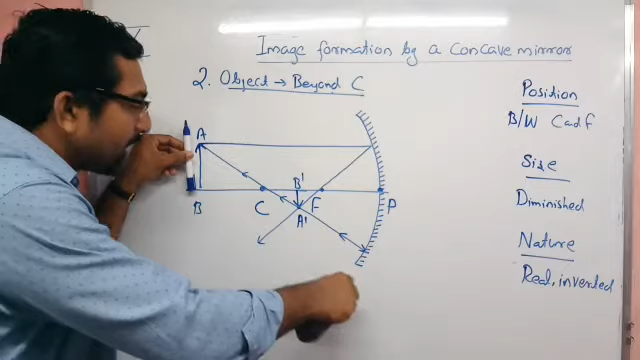 Image formation by a Concave mirror
2. Object → Beyond C
Position
B/W C and F
Size
Diminished
Nature
Real, inverted
A
B
C
B'
A'
F
P